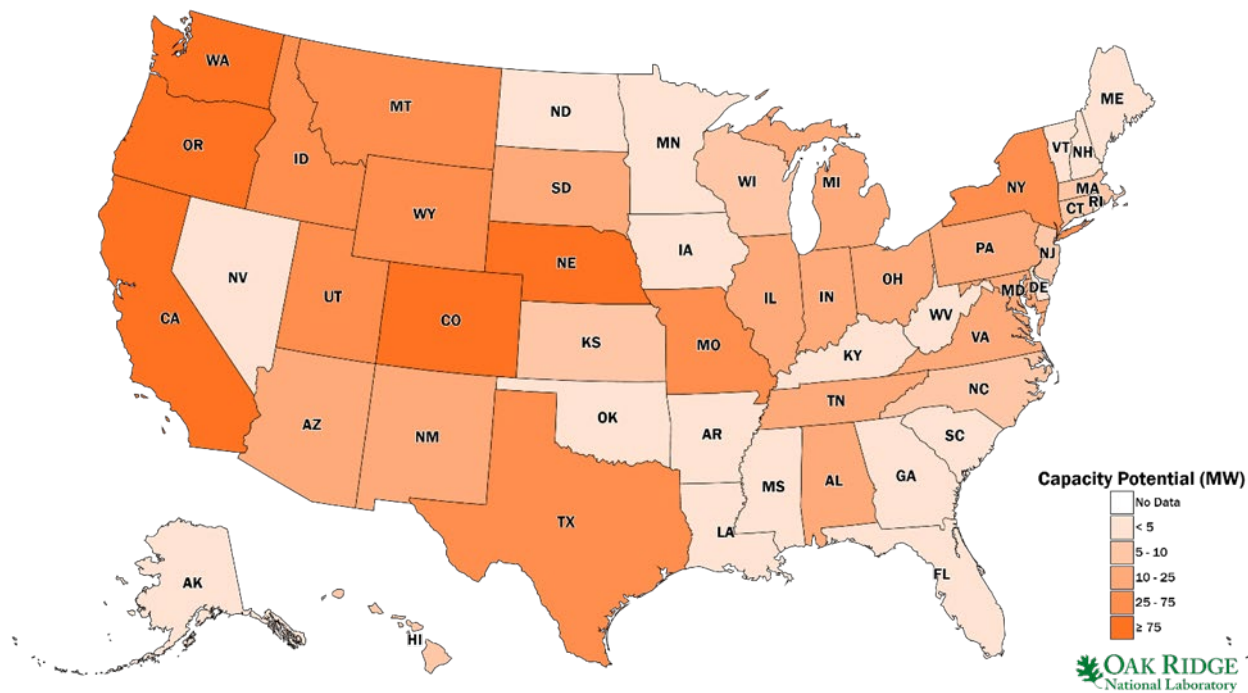 WA
MT
ND
MN
ME
OR
ID
SD
WI
MI
VT
NH
NY
MA
CT
RI
WY
NE
IA
PA
NJ
NV
UT
CO
IL
IN
OH
MD
DE
WV
VA
CA
KS
MO
KY
NC
TN
AZ
NM
OK
AR
SC
MS
AL
GA
TX
LA
FL
AK
HI
Capacity Potential (MW)
No Data
< 5
5 - 10
10 - 25
25 - 75
≥ 75
OAK RIDGE
National Laboratory